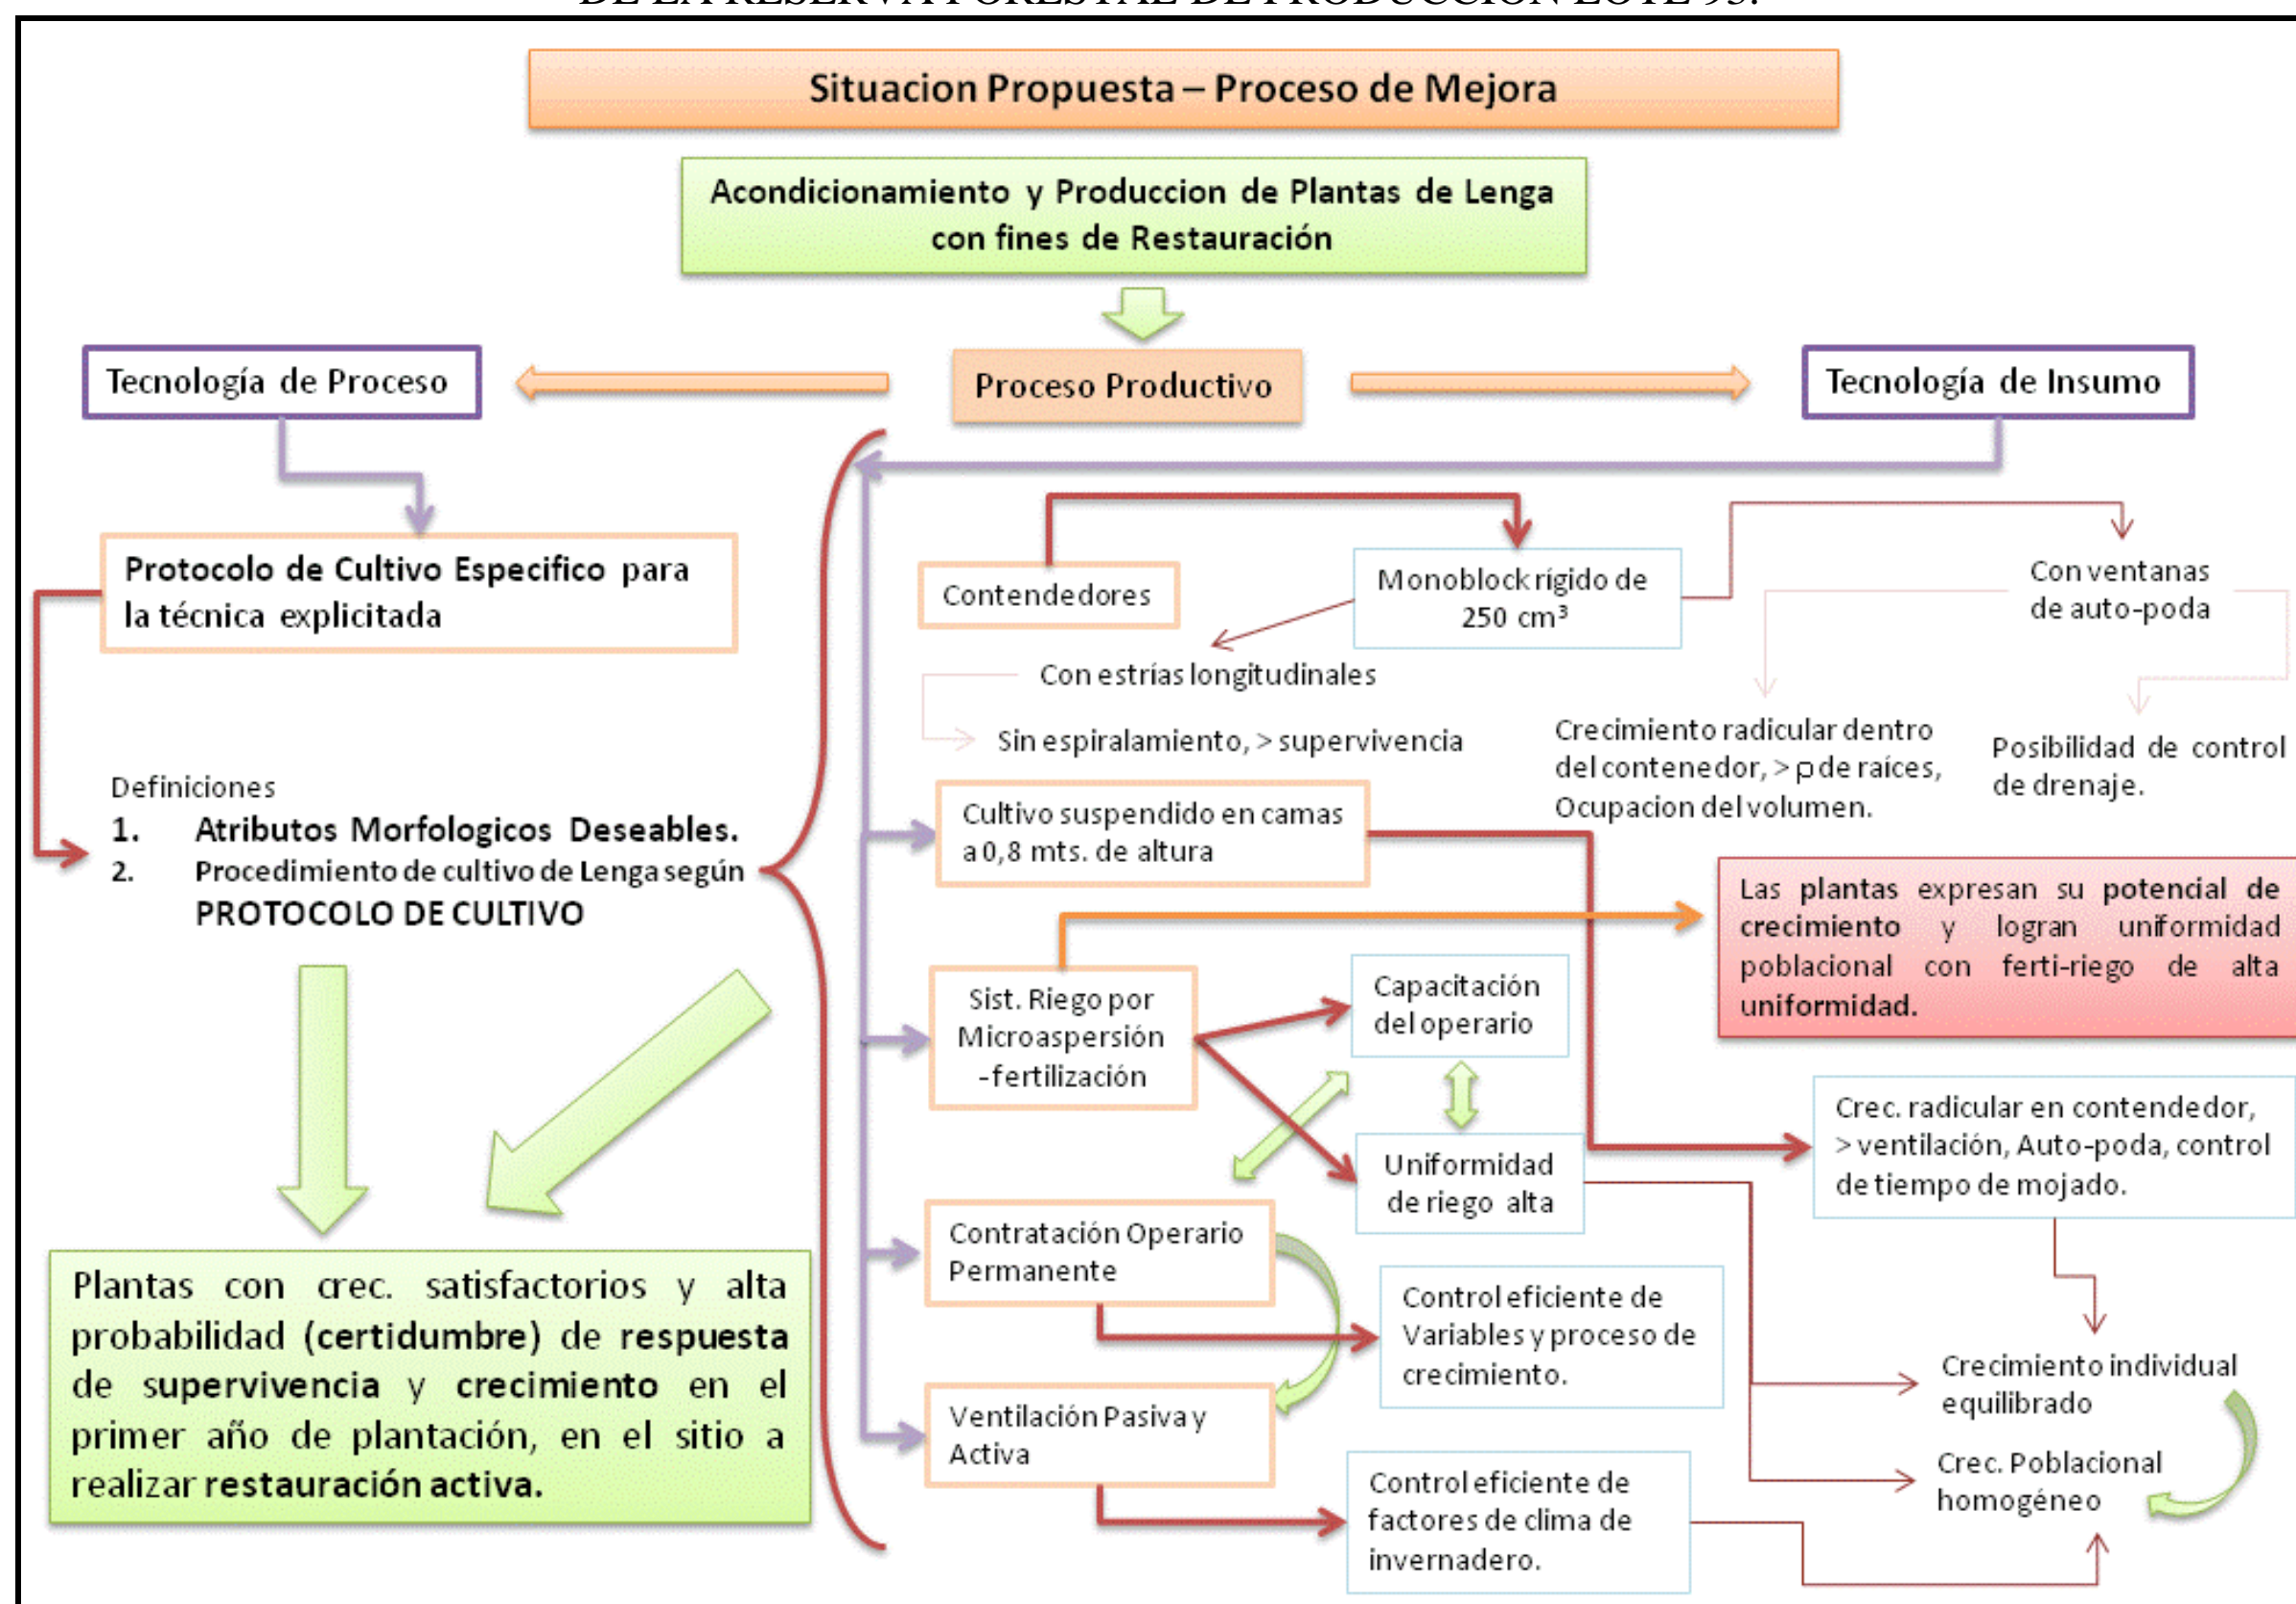 DE LA RESERVA FORESTAL DE PRODUCCIÓN LOTE 93.
Situacion Propuesta – Proceso de Mejora
Acondicionamiento y Produccion de Plantas de Lenga
con fines de Restauración
Tecnología de Proceso
Proceso Productivo
Tecnología de Insumo
Protocolo de Cultivo Especifico para
la técnica explicitada
Definiciones
1. Atributos Morfologicos Deseables.
2. Procedimiento de cultivo de Lenga según
PROTOCOLO DE CULTIVO
Plantas con crec. satisfactorios y alta
probabilidad (certidumbre) de respuesta
de supervivencia y crecimiento en el
primer año de plantación, en el sitio a
realizar restauración activa.
Contendedores
Monoblock rígido de
250 cm³
Con ventanas
de auto-poda
Con estrías longitudinales
Sin espiralamiento, > supervivencia
Crecimiento radicular dentro
del contenedor, > ρ de raíces,
Ocupacion del volumen.
Posibilidad de control
de drenaje.
Cultivo suspendido en camas
a 0,8 mts. de altura
Las plantas expresan su potencial de
crecimiento y logran uniformidad
poblacional con ferti-riego de alta
uniformidad.
Sist. Riego por
Microaspersión
-fertilización
Capacitación
del operario
Uniformidad
de riego alta
Crec. radicular en contendedor,
> ventilación, Auto-poda, control
de tiempo de mojado.
Contratación Operario
Permanente
Control eficiente de
Variables y proceso de
crecimiento.
Ventilación Pasiva y
Activa
Control eficiente de
factores de clima de
invernadero.
Crecimiento individual
equilibrado
Crec. Poblacional
homogéneo